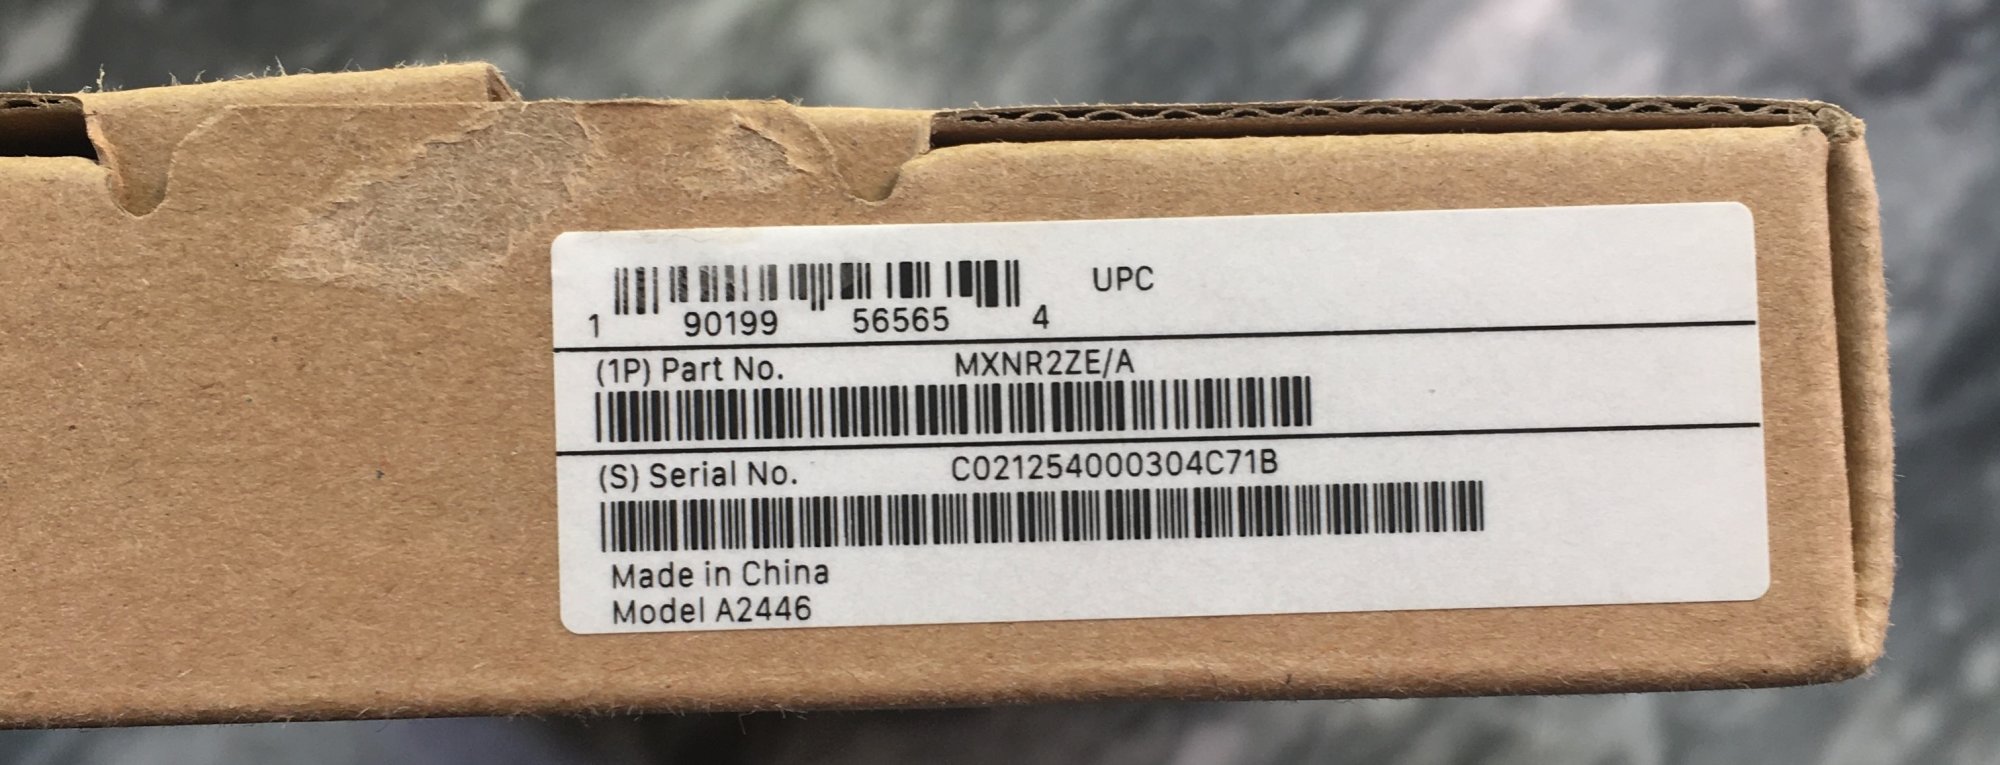 UPC
1 90199 56565 4
(1P) Part No. MXNR2ZE/A
(S) Serial No. C021254000304C71B
Made in China
Model A2446